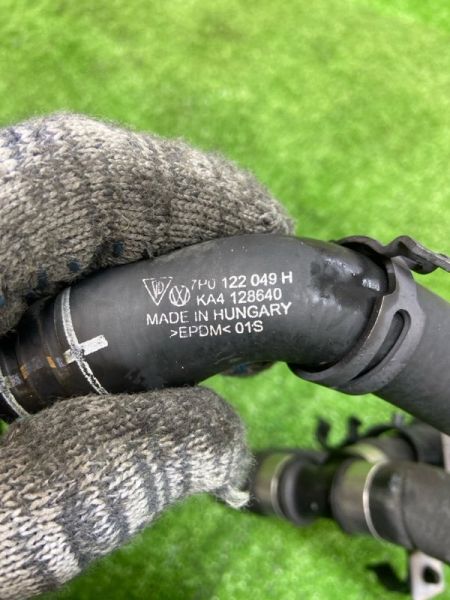 7P0 122 049 H
KA4 128640
MADE IN HUNGARY
>EPDM< 01S